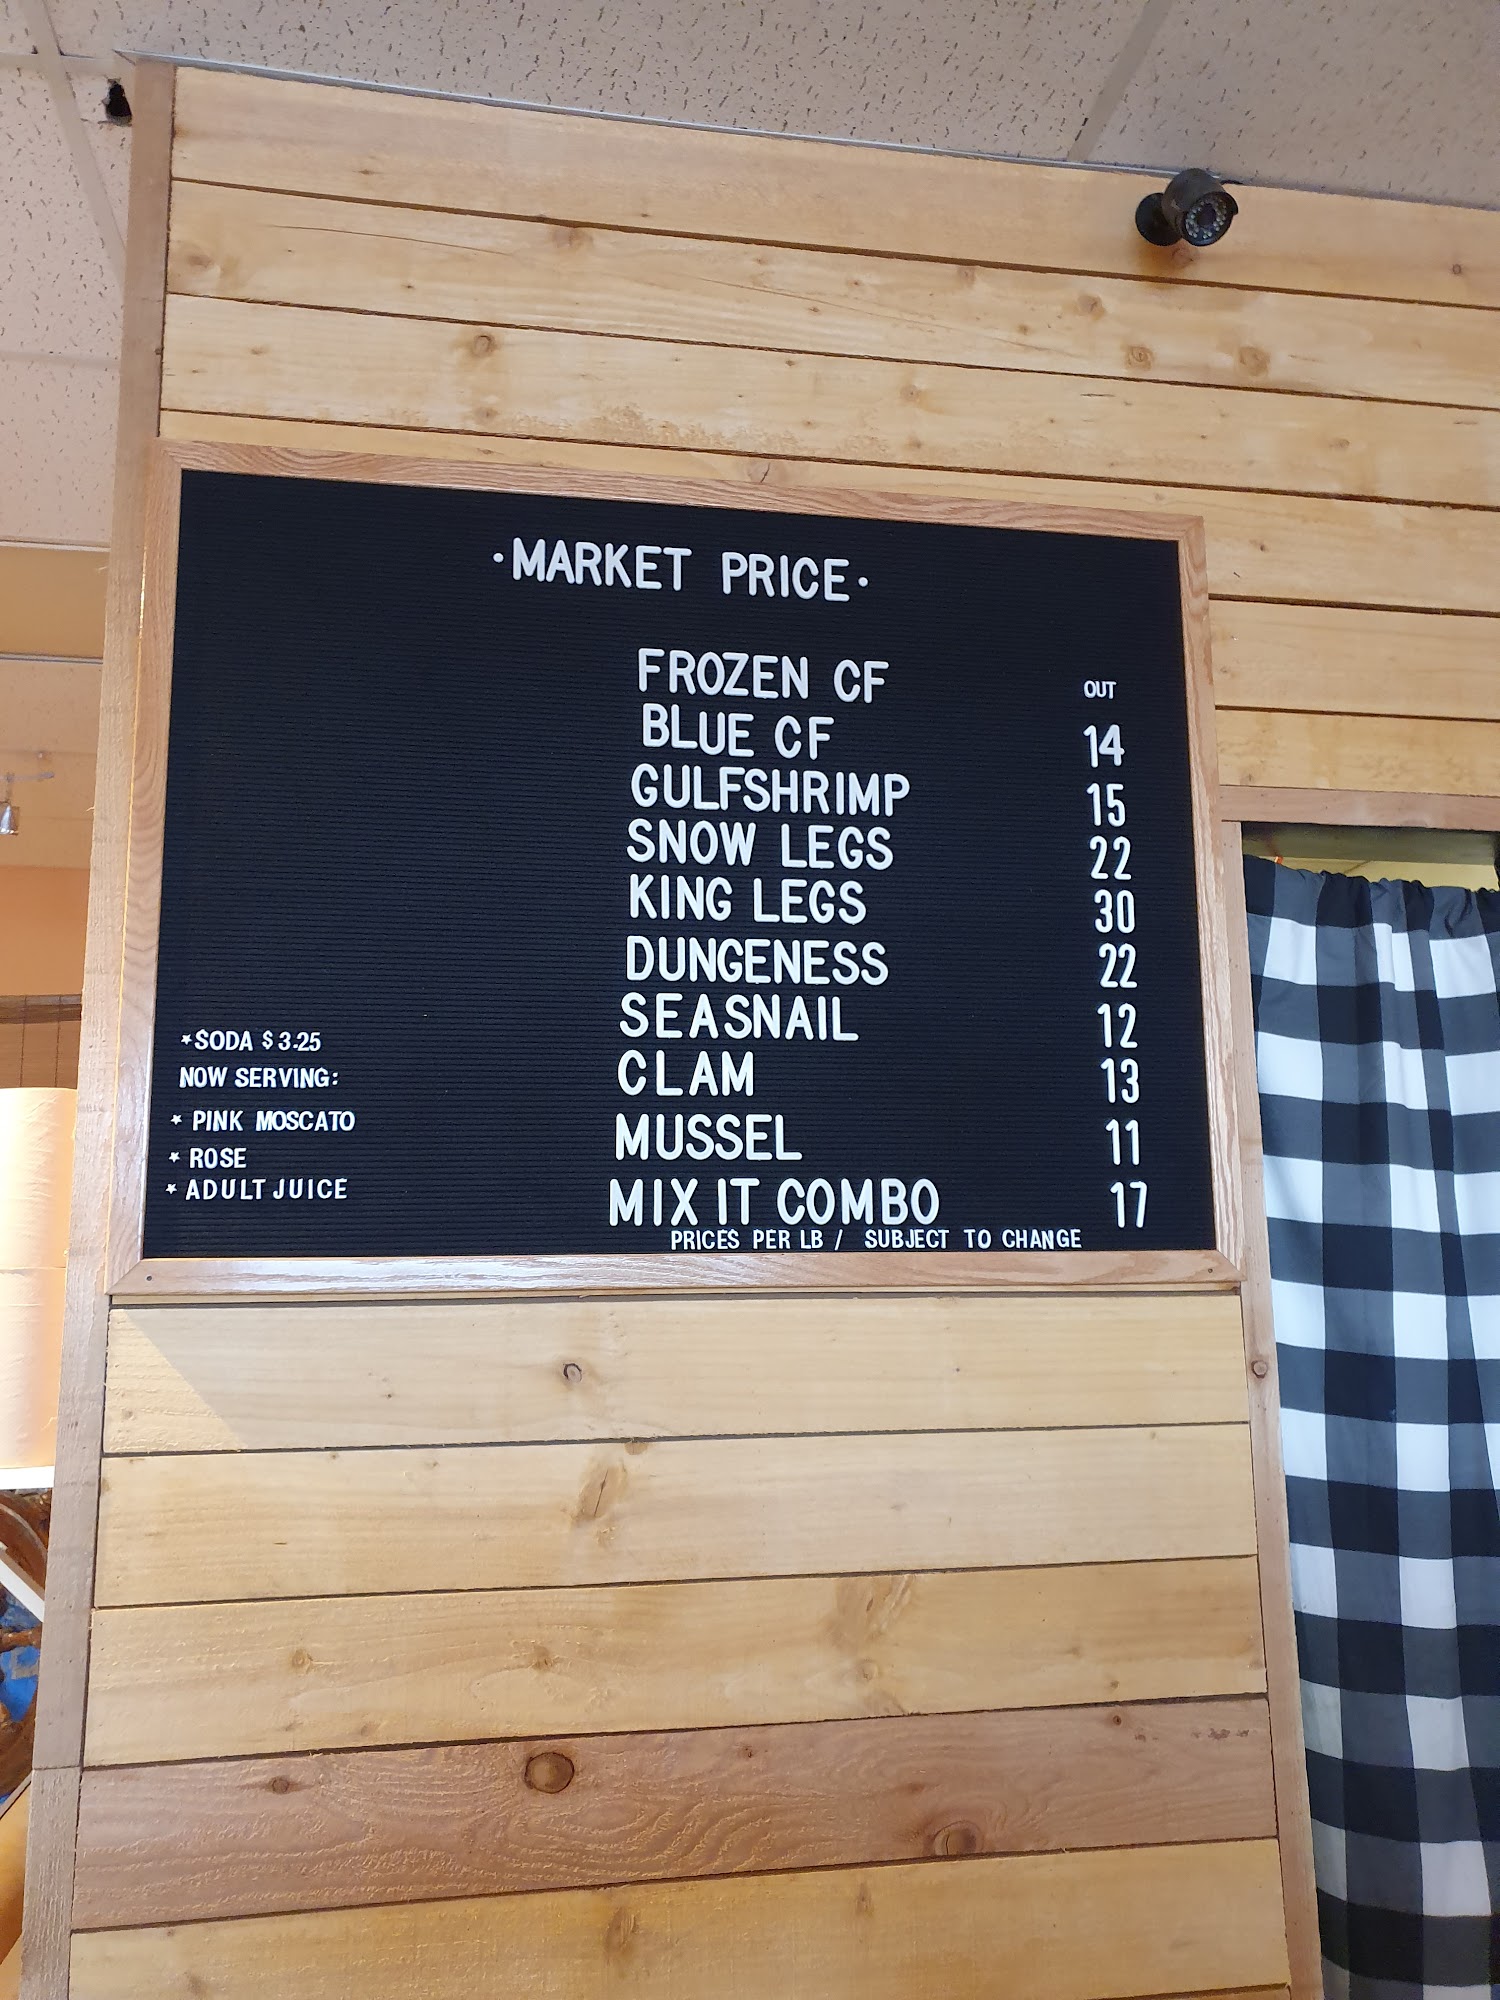 ·MARKET PRICE·
FROZEN CF OUT
BLUE CF 14
GULFSHRIMP 15
SNOW LEGS 22
KING LEGS 30
DUNGENESS 22
SEASNAIL 12
CLAM 13
MUSSEL 11
MIX IT COMBO 17
PRICES PER LB / SUBJECT TO CHANGE
*SODA $3.25
NOW SERVING:
* PINK MOSCATO
* ROSE
* ADULT JUICE